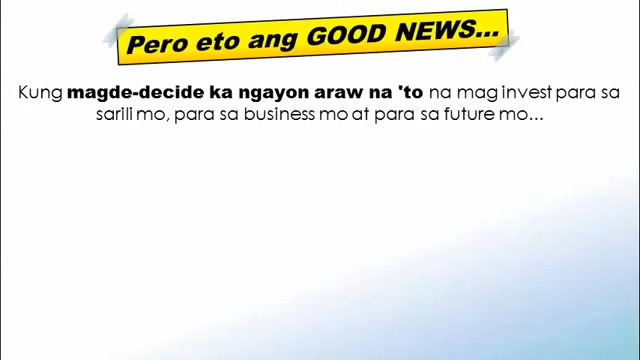 Pero eto ang GOOD NEWS...
Kung magde-decide ka ngayon araw na 'to na mag invest para sa
sarili mo, para sa business mo at para sa future mo...